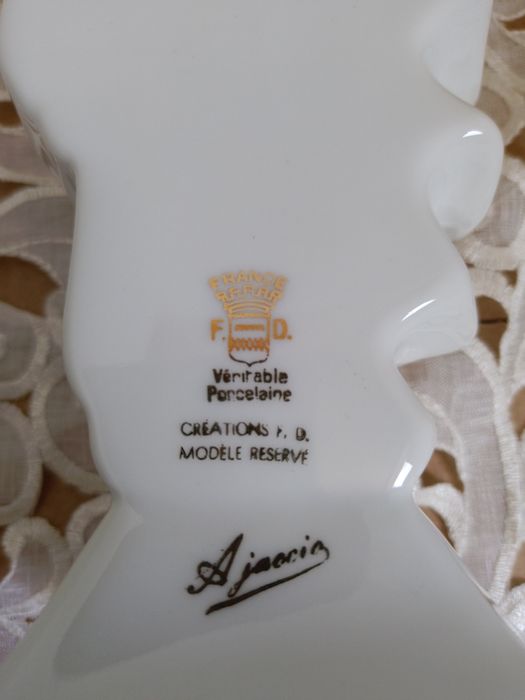 FRANCE
F. D.
Véritable
Porcelaine
CRÉATIONS F. D.
MODÈLE RESERVÉ
Ajaccio